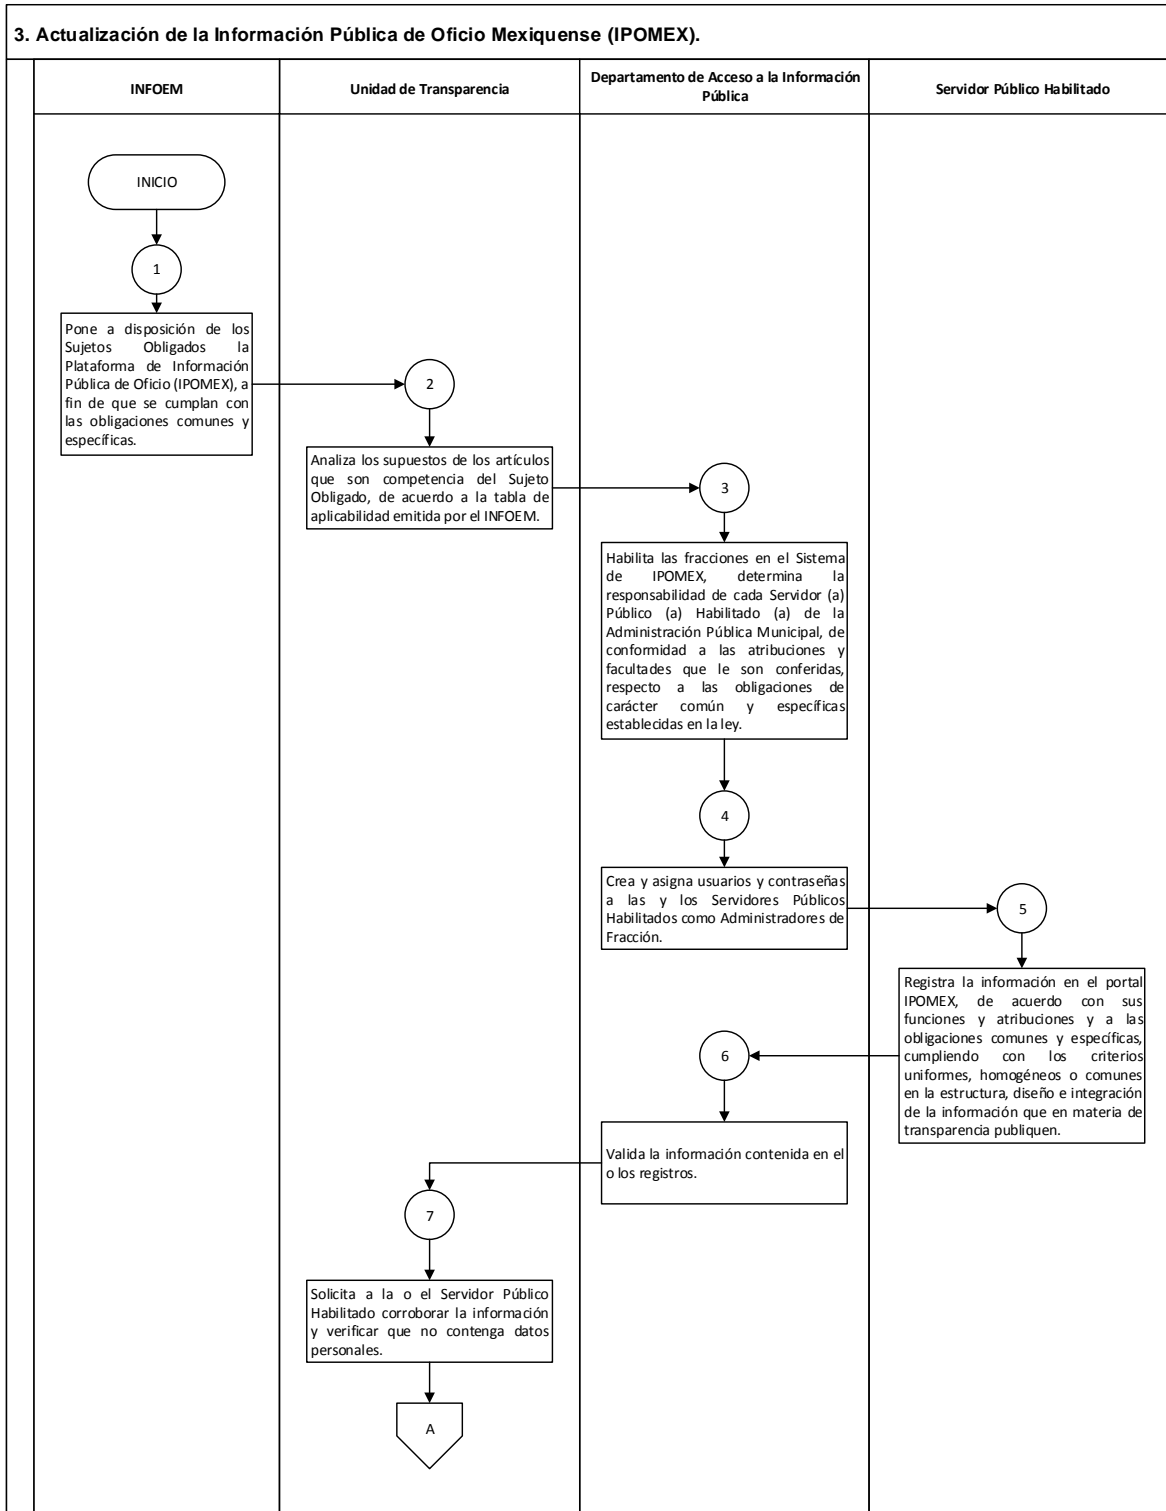 3. Actualización de la Información Pública de Oficio Mexiquense (IPOMEX).
INFOEM
Unidad de Transparencia
Departamento de Acceso a la Información
Pública
Servidor Público Habilitado
INICIO
1
Pone a disposición de los
Sujetos Obligados la
Plataforma de Información
Pública de Oficio (IPOMEX), a
fin de que se cumplan con
las obligaciones comunes y
específicas.
2
Analiza los supuestos de los artículos
que son competencia del Sujeto
Obligado, de acuerdo a la tabla de
aplicabilidad emitida por el INFOEM.
3
Habilita las fracciones en el Sistema
de IPOMEX, determina la
responsabilidad de cada Servidor (a)
Público (a) Habilitado (a) de la
Administración Pública Municipal, de
conformidad a las atribuciones y
facultades que le son conferidas,
respecto a las obligaciones de
carácter común y específicas
establecidas en la ley.
4
Crea y asigna usuarios y contraseñas
a las y los Servidores Públicos
Habilitados como Administradores de
Fracción.
5
Registra la información en el portal
IPOMEX, de acuerdo con sus
funciones y atribuciones y a las
obligaciones comunes y específicas,
cumpliendo con los criterios
uniformes, homogéneos o comunes
en la estructura, diseño e integración
de la información que en materia de
transparencia publiquen.
6
Valida la información contenida en el
o los registros.
7
Solicita a la o el Servidor Público
Habilitado corroborar la información
y verificar que no contenga datos
personales.
A